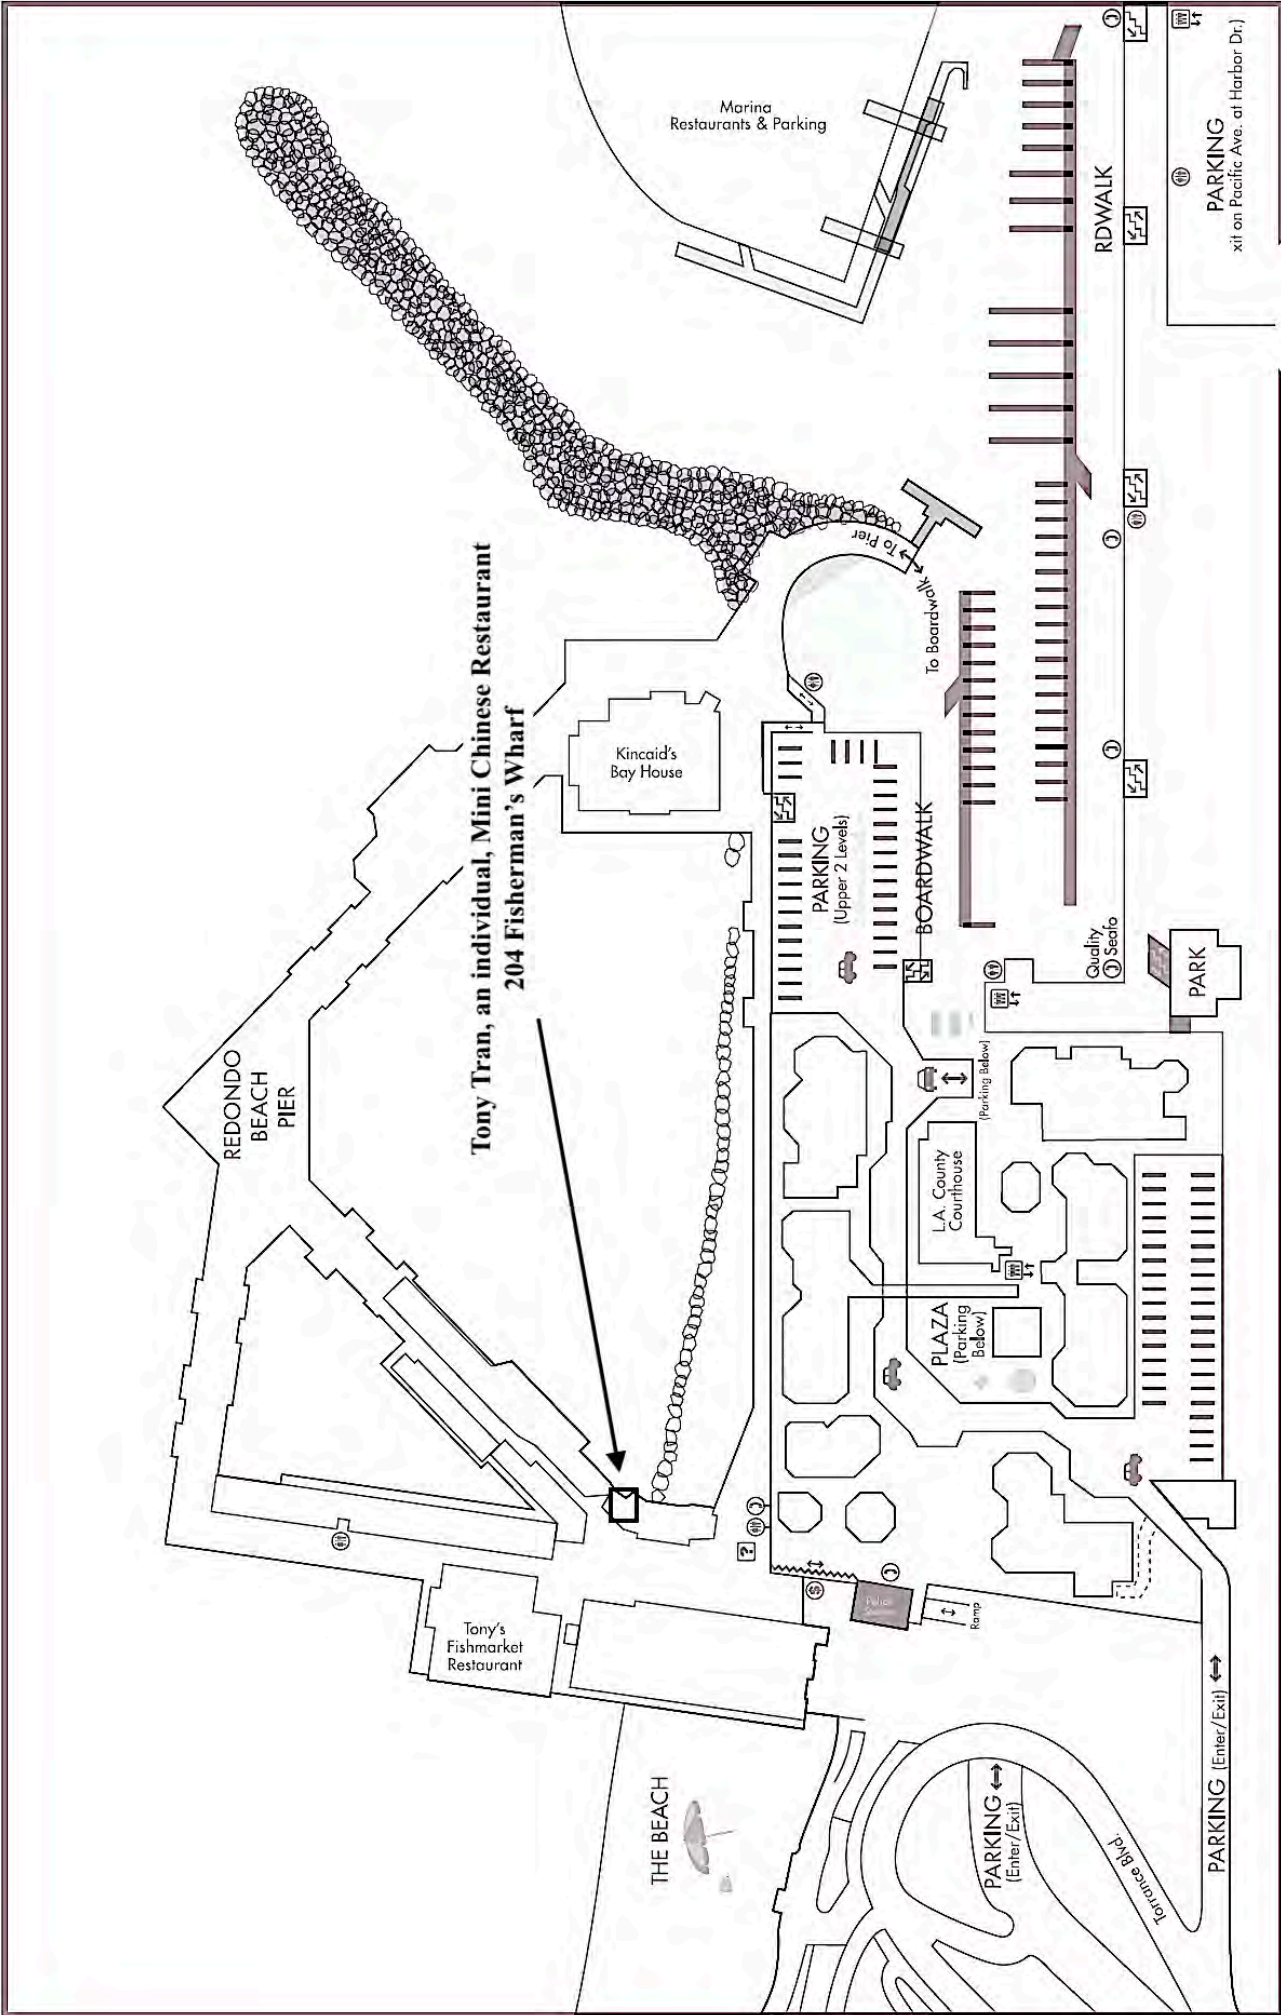 Marina
Restaurants & Parking
PARKING
xit on Pacific Ave. at Harbor Dr.)
RDWALK
To Pier
To Boardwalk
Tony Tran, an individual, Mini Chinese Restaurant
204 Fisherman's Wharf
Kincaid's
Bay House
PARKING
(Upper 2 Levels)
BOARDWALK
Quality
Seafo
PARK
REDONDO
BEACH
PIER
(Parking Below)
L.A. County
Courthouse
PLAZA
(Parking
Below)
?
$
Ramp
Tony's
Fishmarket
Restaurant
THE BEACH
PARKING
(Enter/Exit)
Torrance Blvd.
PARKING (Enter/Exit)